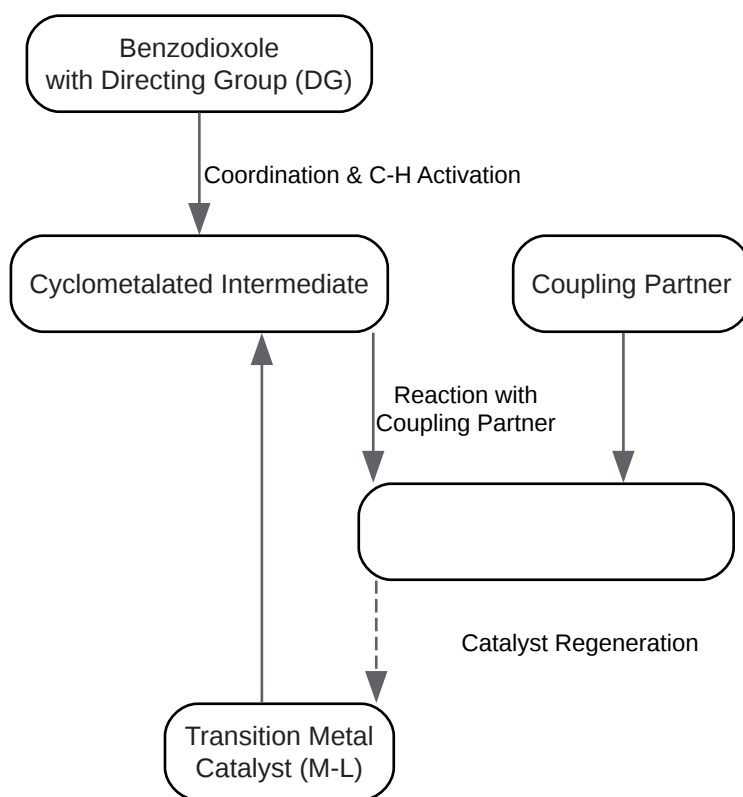 Benzodioxole
with Directing Group (DG)
Coordination & C-H Activation
Cyclometalated Intermediate
Coupling Partner
Reaction with
Coupling Partner
Catalyst Regeneration
Transition Metal
Catalyst (M-L)